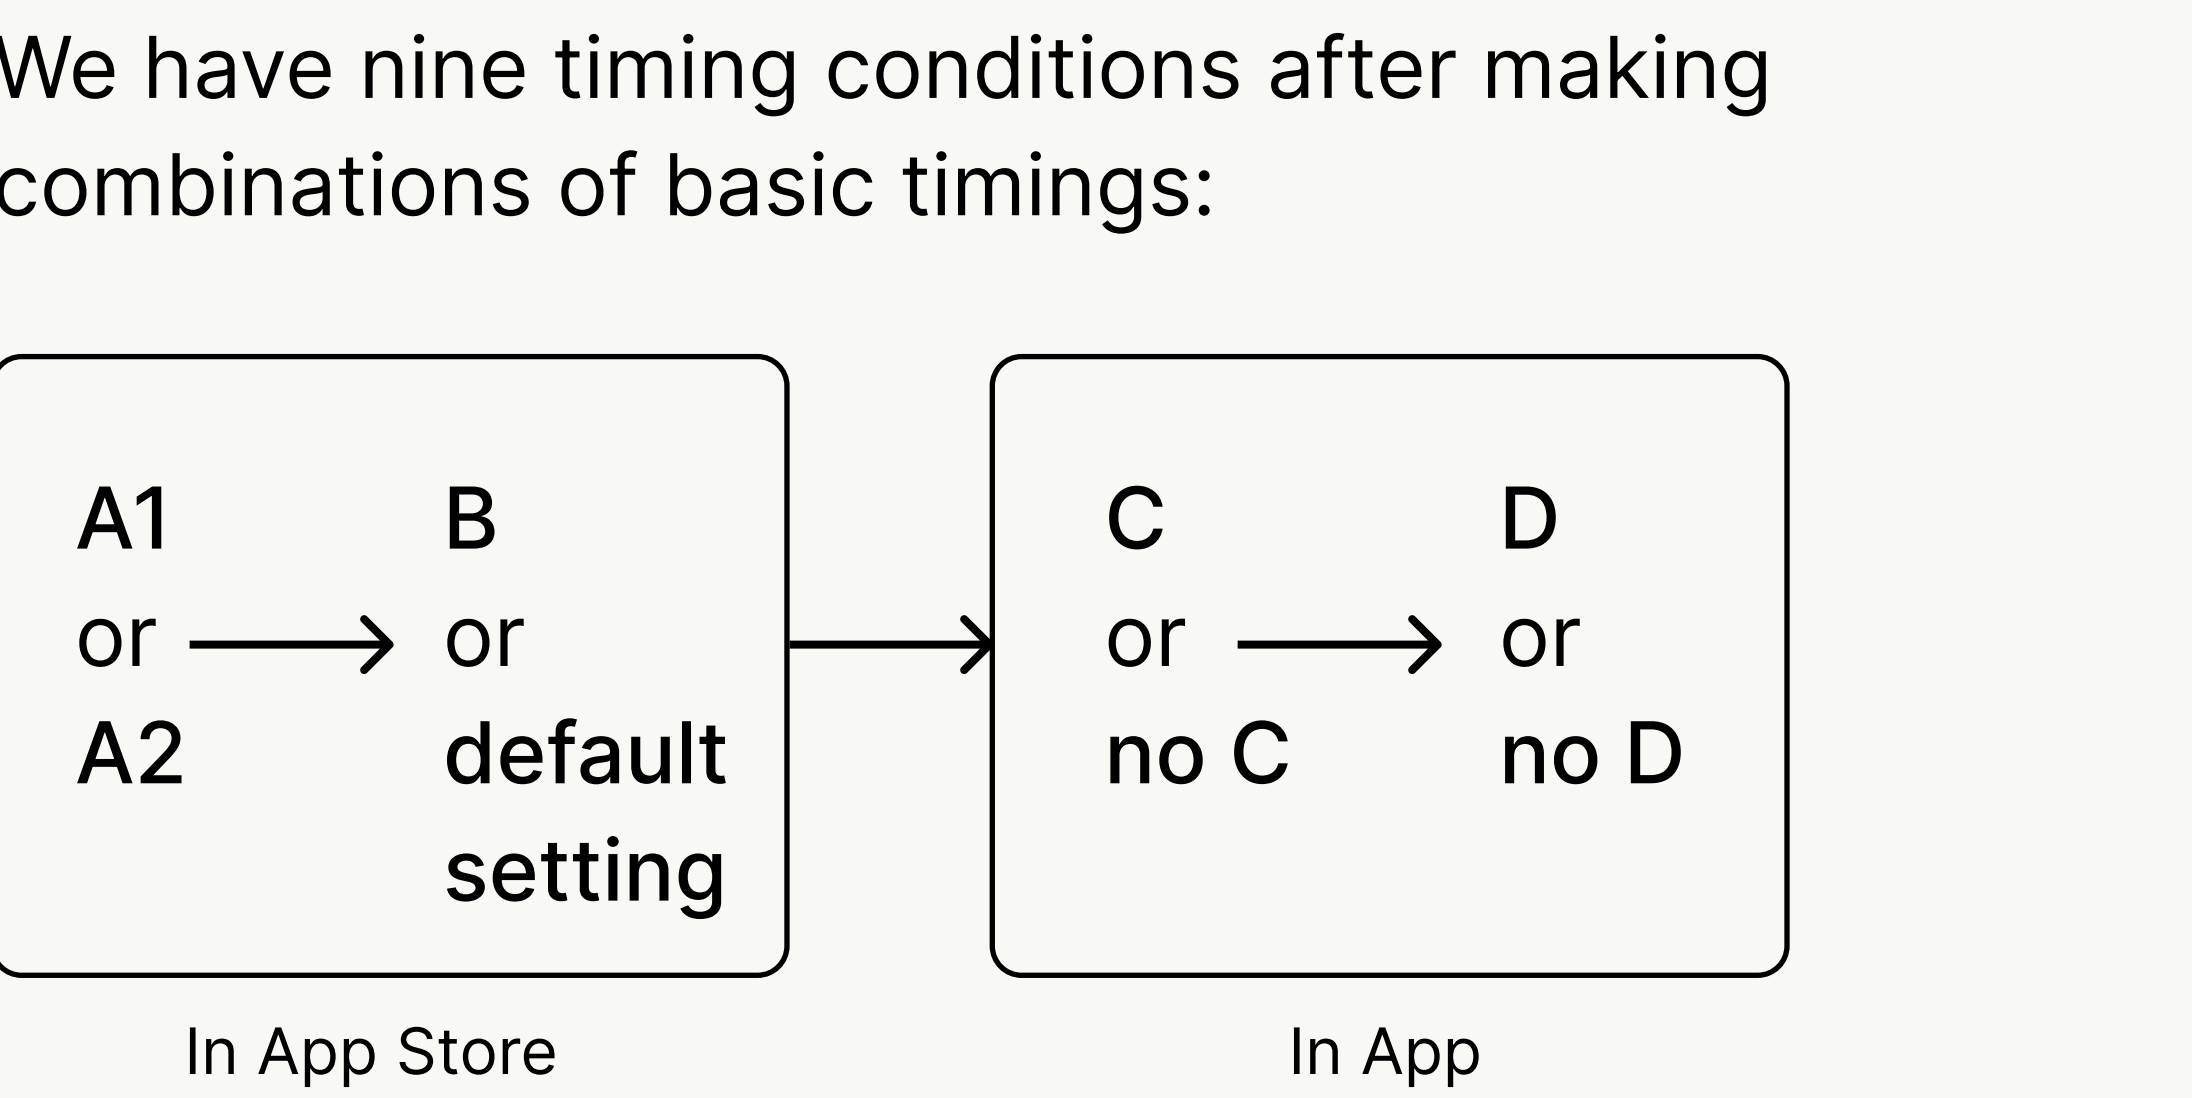 We have nine timing conditions after making
combinations of basic timings:
A1
or
A2
B
or
default
setting
C
or
no C
D
or
no D
In App Store
In App